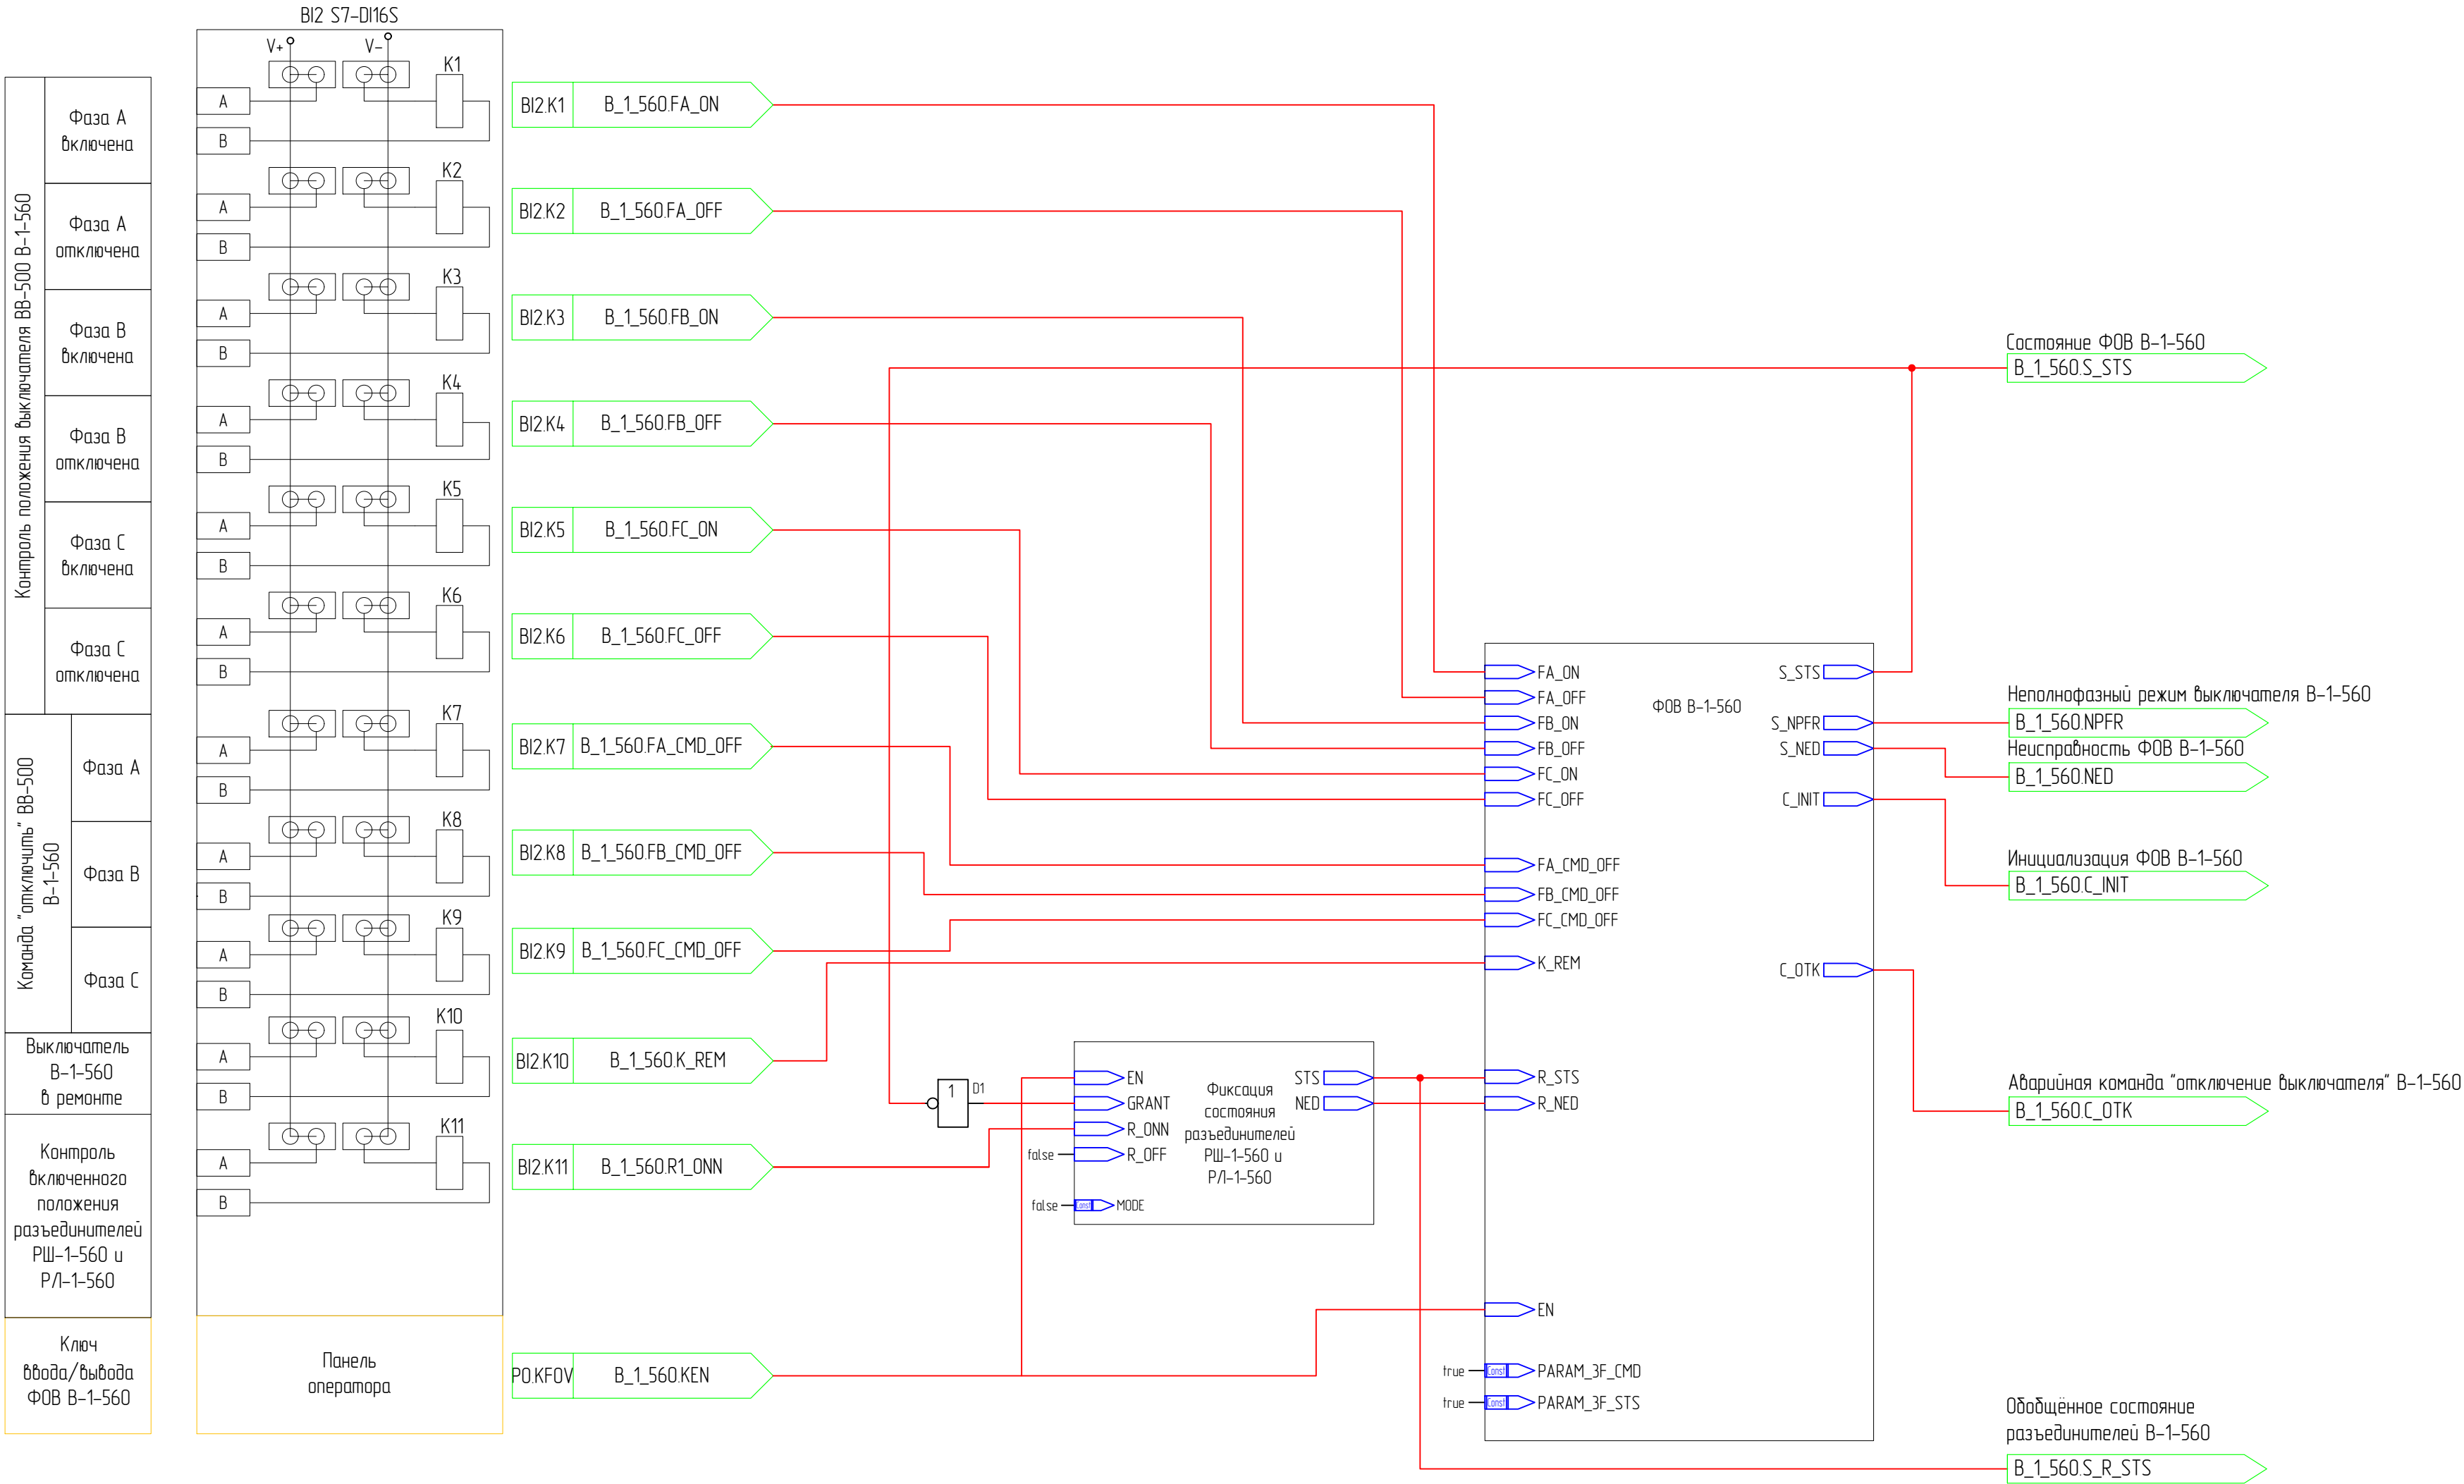 BI2 S7-DI16S
V+
V-
Контроль положения выключателя ВВ-500 В-1-560
Фаза А
включена
Фаза А
отключена
Фаза В
включена
Фаза В
отключена
Фаза С
включена
Фаза С
отключена
Команда "отключить" ВВ-500
В-1-560
Фаза А
Фаза В
Фаза С
Выключатель
В-1-560
в ремонте
Контроль
включенного
положения
разъединителей
РШ-1-560 и
РЛ-1-560
Ключ
ввода/вывода
ФОВ В-1-560
A
B
K1
A
B
K2
A
B
K3
A
B
K4
A
B
K5
A
B
K6
A
B
K7
A
B
K8
A
B
K9
A
B
K10
A
B
K11
Панель
оператора
BI2.K1 B_1_560.FA_ON
BI2.K2 B_1_560.FA_OFF
BI2.K3 B_1_560.FB_ON
BI2.K4 B_1_560.FB_OFF
BI2.K5 B_1_560.FC_ON
BI2.K6 B_1_560.FC_OFF
BI2.K7 B_1_560.FA_CMD_OFF
BI2.K8 B_1_560.FB_CMD_OFF
BI2.K9 B_1_560.FC_CMD_OFF
BI2.K10 B_1_560.K_REM
BI2.K11 B_1_560.R1_ONN
PO.KFOV B_1_560.KEN
1
D1
EN
GRANT
R_ONN
false
R_OFF
false
Const
MODE
Фиксация
состояния
разъединителей
РШ-1-560 и
РЛ-1-560
STS
NED
ФОВ В-1-560
FA_ON
FA_OFF
FB_ON
FB_OFF
FC_ON
FC_OFF
FA_CMD_OFF
FB_CMD_OFF
FC_CMD_OFF
K_REM
R_STS
R_NED
EN
true
Const
PARAM_3F_CMD
true
Const
PARAM_3F_STS
S_STS
S_NPFR
S_NED
C_INIT
C_OTK
Состояние ФОВ В-1-560
B_1_560.S_STS
Неполнофазный режим выключателя В-1-560
B_1_560.NPFR
Неисправность ФОВ В-1-560
B_1_560.NED
Инициализация ФОВ В-1-560
B_1_560.C_INIT
Аварийная команда "отключение выключателя" В-1-560
B_1_560.C_OTK
Обобщённое состояние
разъединителей В-1-560
B_1_560.S_R_STS